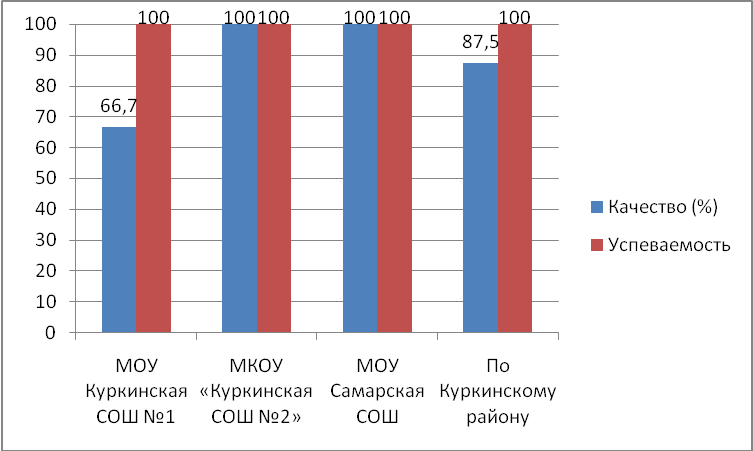 100
90
80
70
60
50
40
30
20
10
0
66,7
100
100
100
100
100
87,5
100
МОУ
Куркинская
СОШ №1
МКОУ
«Куркинская
СОШ №2»
МОУ
Самарская
СОШ
По
Куркинскому
району
Качество (%)
Успеваемость